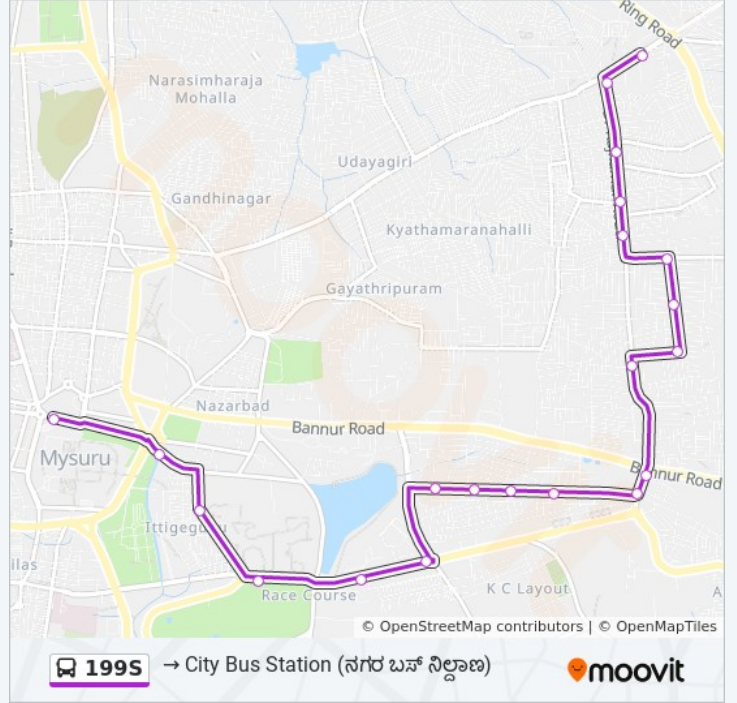 Ring Road
Narasimharaja
Mohalla
Udayagiri
Gandhinagar
Kyathamaranahalli
Gayathripuram
Nazarbad
Bannur Road
Mysuru
Bannur Road
Ittigegudu
ilas
K C Layout
A
Race Course
© OpenStreetMap contributors | © OpenMapTiles
199S → City Bus Station (ನಗರ ಬಸ್ ನಿಲ್ದಾಣ) moovit